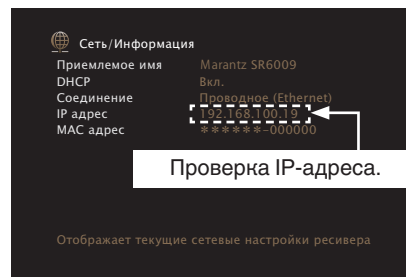 Сеть/Информация
Приемлемое имя Marantz SR6009
DHCP Вкл.
Соединение Проводное (Ethernet)
IP адрес 192.168.100.19
MAC адрес ******-000000
Проверка IP-адреса.
Отображает текущие сетевые настройки ресивера